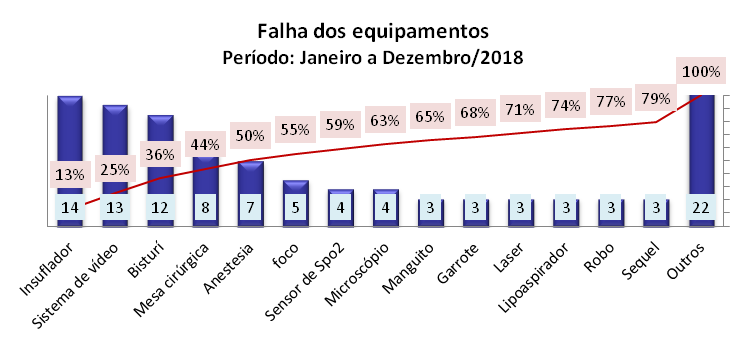 Falha dos equipamentos
Período: Janeiro a Dezembro/2018
13% 25% 36% 44% 50% 55% 59% 63% 65% 68% 71% 74% 77% 79% 100%
14 13 12 8 7 5 4 4 3 3 3 3 3 3 22
Insuflador
Sistema de vídeo
Bisturí
Mesa cirúrgica
Anestesia
foco
Sensor de Spo2
Microscópio
Manguito
Garrote
Laser
Lipoaspirador
Robo
Sequel
Outros